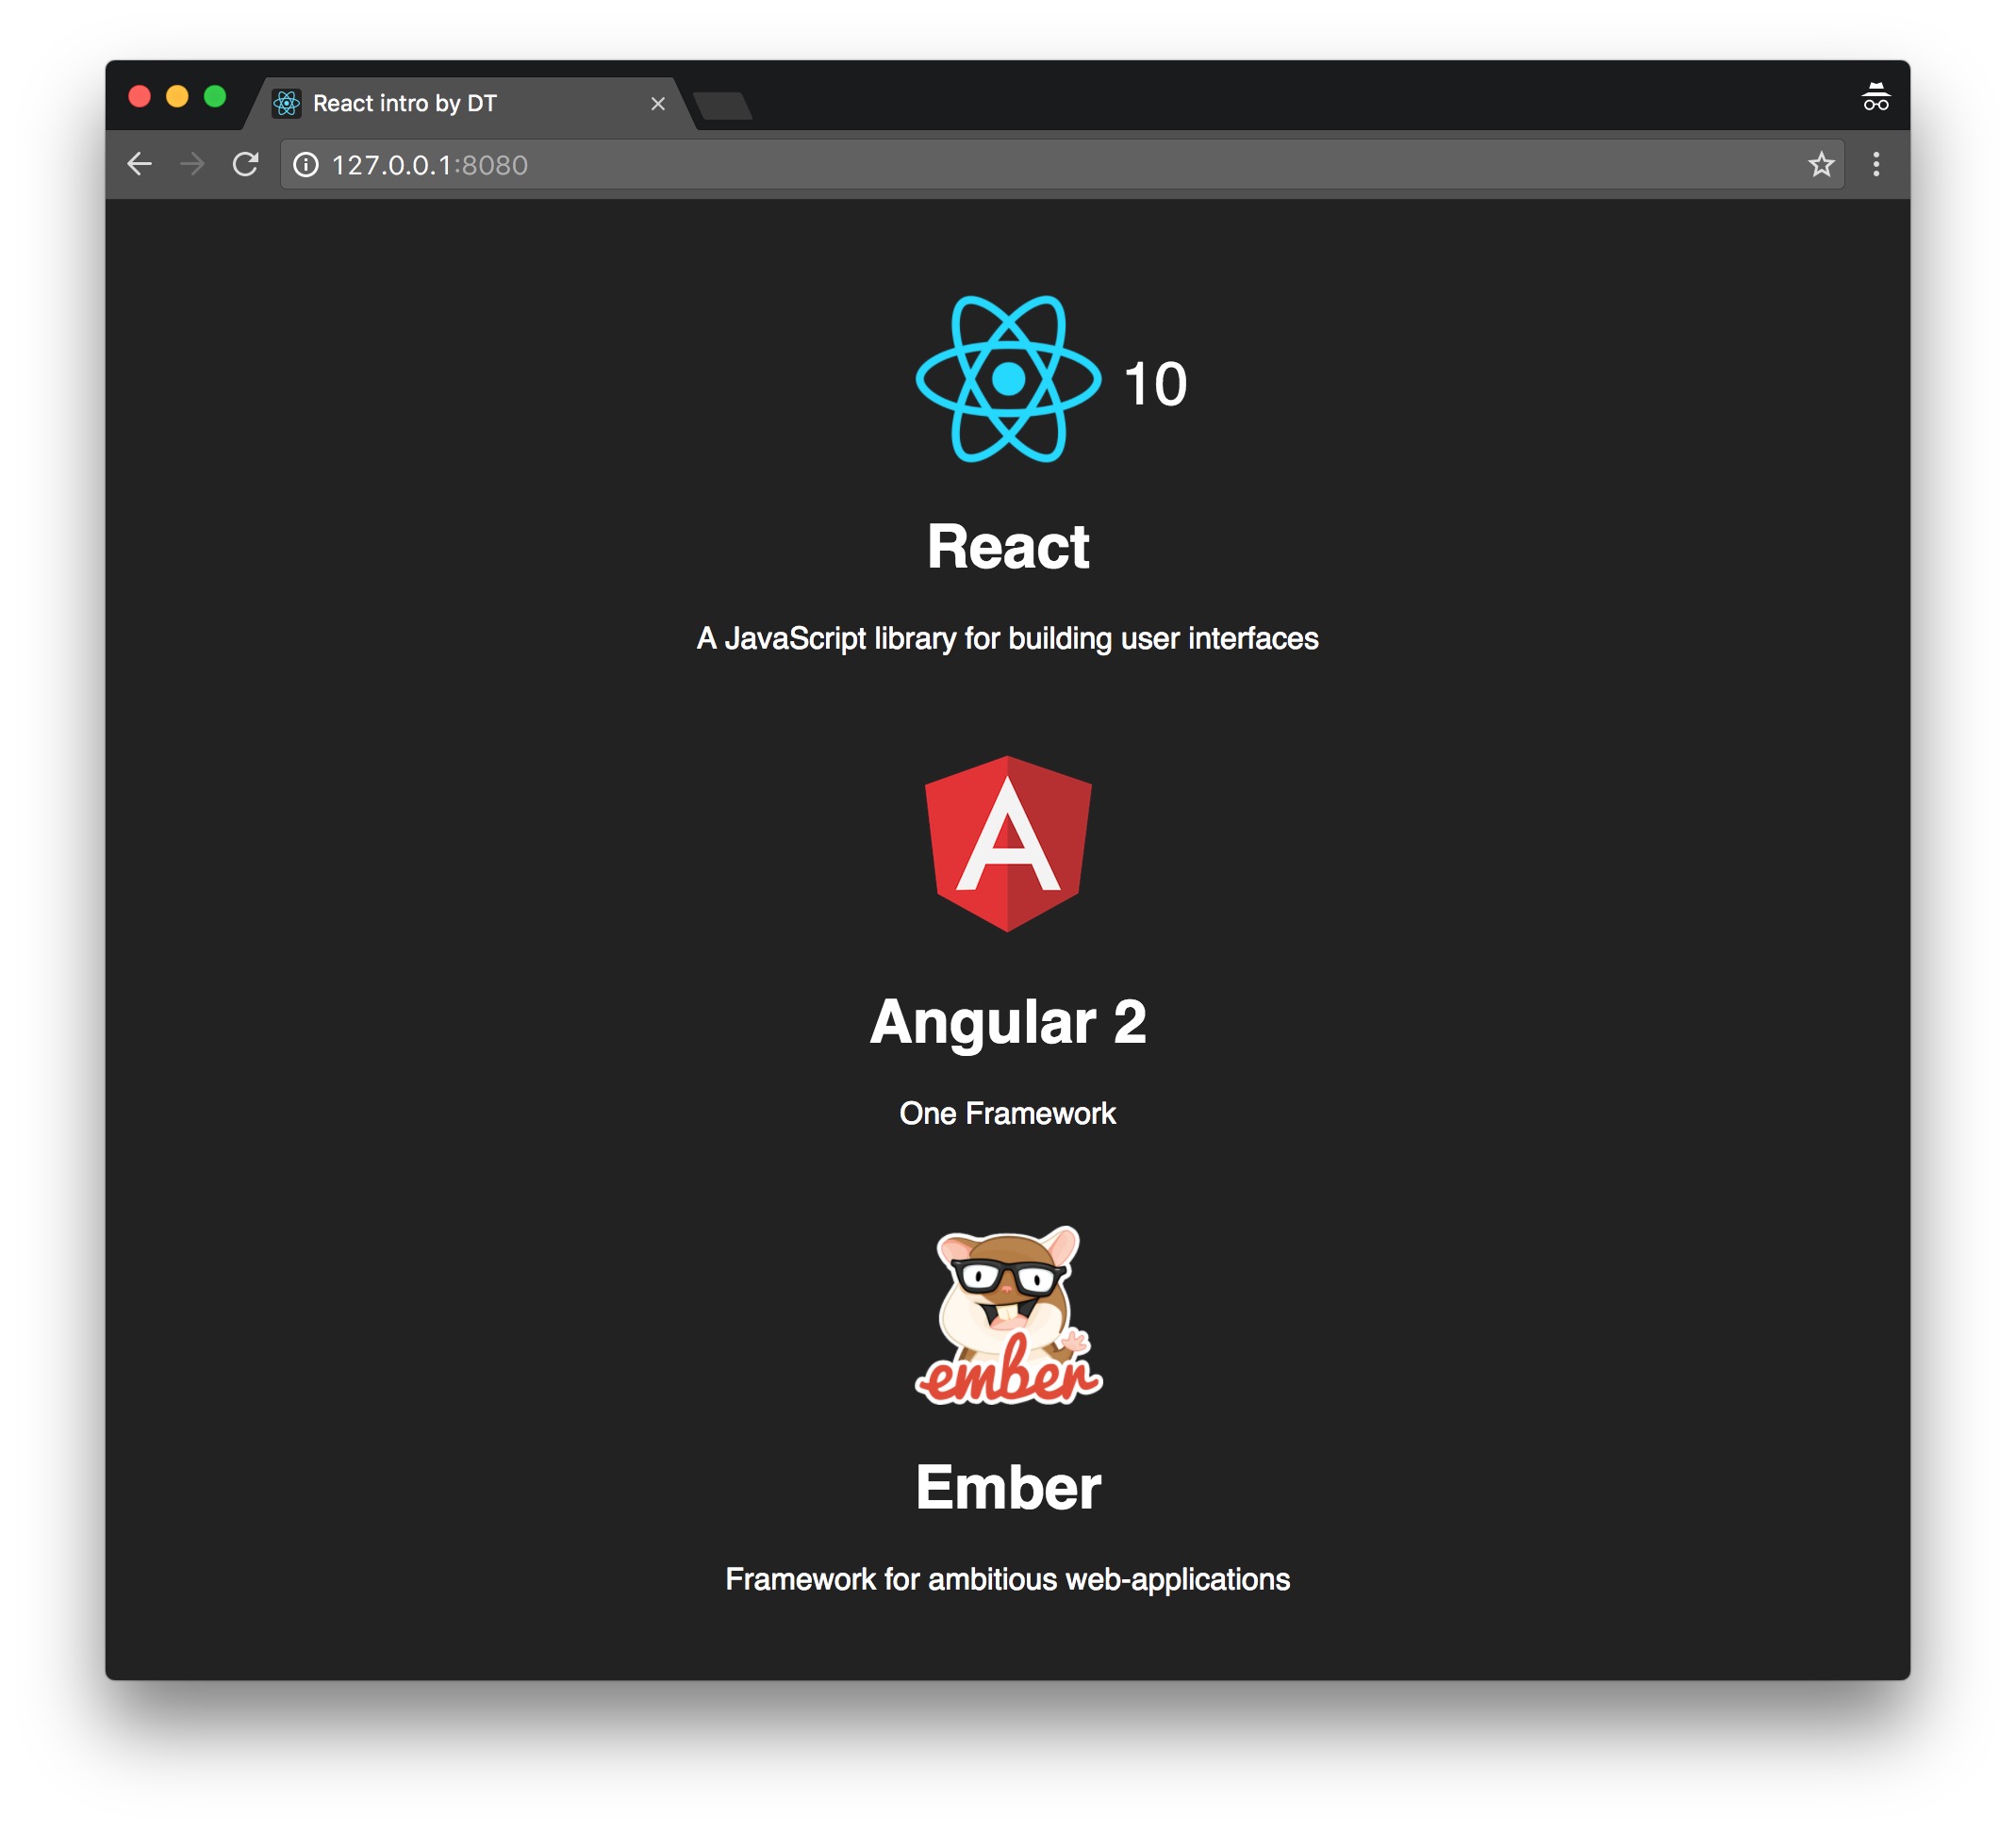 React intro by DT
127.0.0.1:8080
10
React
A JavaScript library for building user interfaces
A
Angular 2
One Framework
ember
Ember
Framework for ambitious web-applications